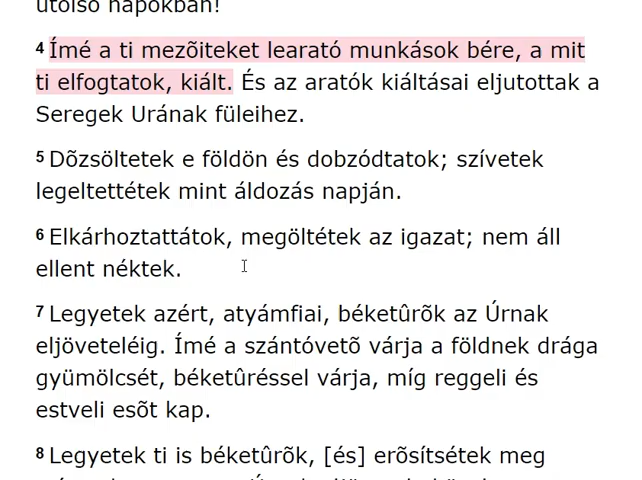 utolsó napokban!
4 Ímé a ti mezõiteket learató munkások bére, a mit
ti elfogtatok, kiált. És az aratók kiáltásai eljutottak a
Seregek Urának füleihez.
5 Dõzsöltetek e földön és dobzódtatok; szívetek
legeltettétek mint áldozás napján.
6 Elkárhoztattátok, megöltétek az igazat; nem áll
ellent néktek.
7 Legyetek azért, atyámfiai, béketûrõk az Úrnak
eljöveteléig. Ímé a szántóvetõ várja a földnek drága
gyümölcsét, béketûréssel várja, míg reggeli és
estveli esõt kap.
8 Legyetek ti is béketûrõk, [és] erõsítsétek meg